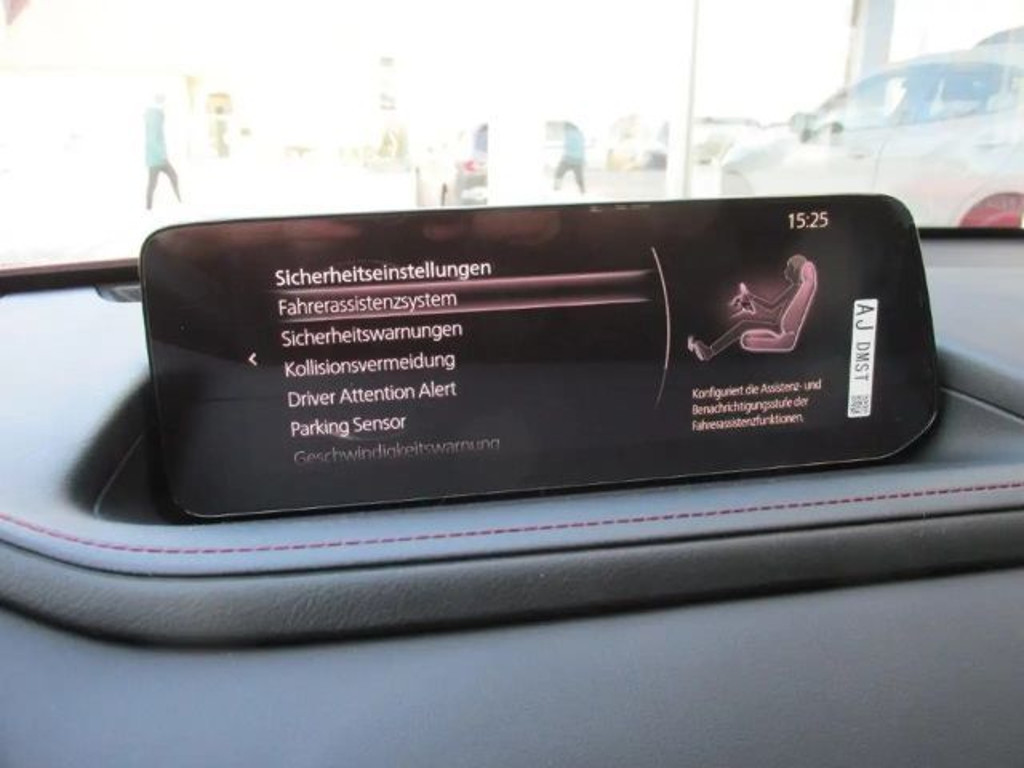 15:25
Sicherheitseinstellungen
Fahrerassistenzsystem
Sicherheitswarnungen
Kollisionsvermeidung
Driver Attention Alert
Parking Sensor
Geschwindigkeitswarnung
Konfiguriert die Assistenz- und
Benachrichtigungsstufe der
Fahrerassistenzfunktionen.
AJ DMST